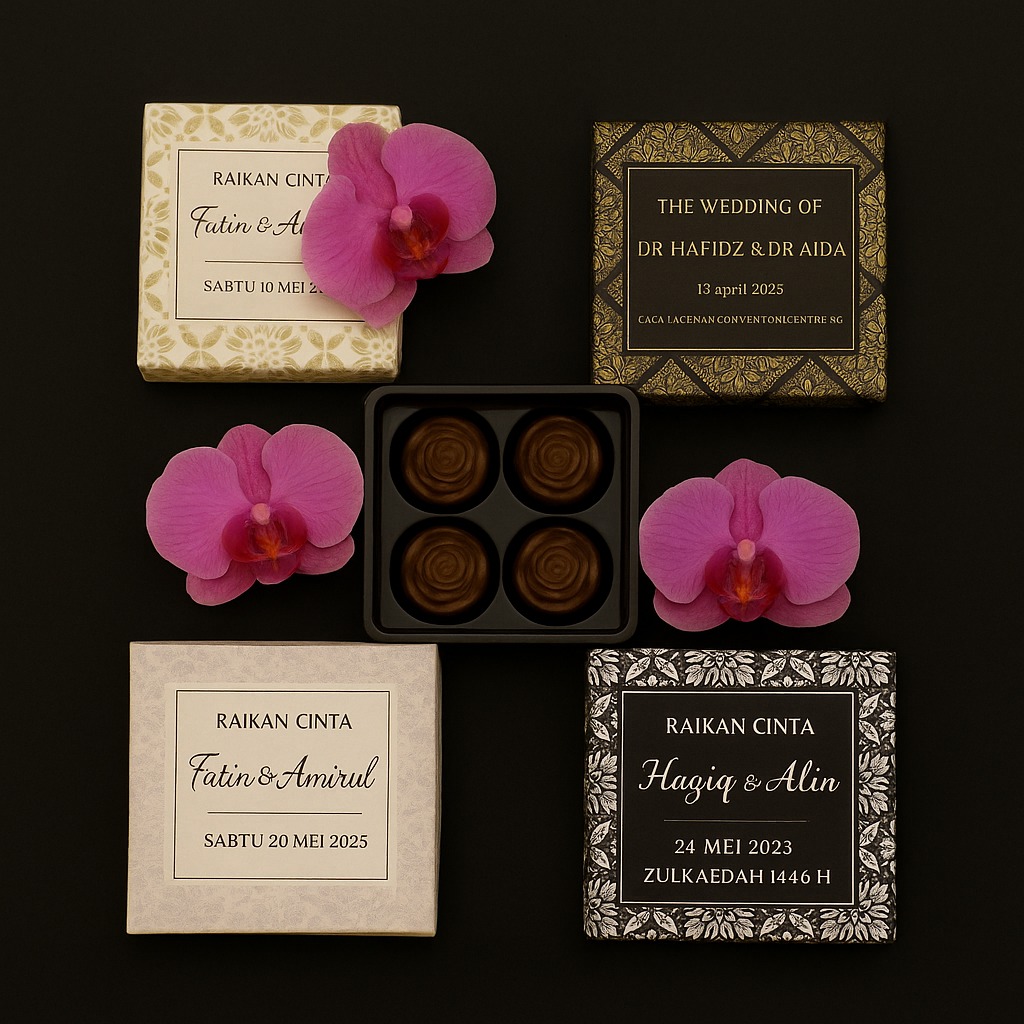 RAIKAN CINTA
Fatin &
SABTU 10 MEI
THE WEDDING OF
DR HAFIDZ & DR AIDA
13 april 2025
CACA LACENAN CONVENTONLCENTRE SG
RAIKAN CINTA
Fatin & Amirul
SABTU 20 MEI 2025
RAIKAN CINTA
Haziq & Alin
24 MEI 2023
ZULKAEDAH 1446 H